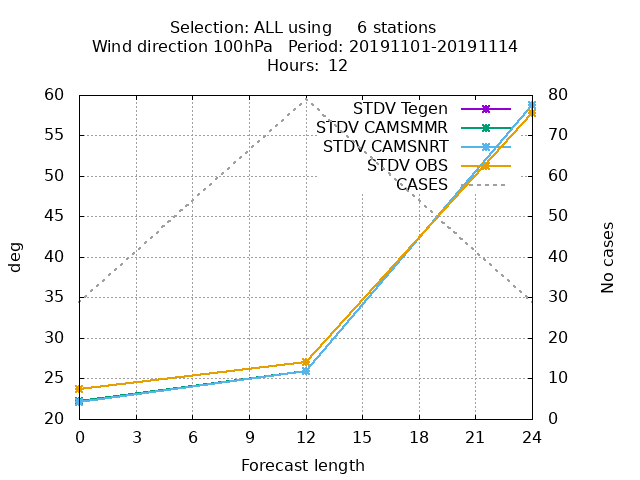 Selection: ALL using     6 stations
Wind direction 100hPa   Period: 20191101-20191114
Hours:  12
60 80
STDV Tegen
STDV CAMSMMR
55 70
STDV CAMSNRT
STDV OBS
50 60
CASES
45 50
40 40
deg
No cases
35 30
30 20
25 10
20 0
0 3 6 9 12 15 18 21 24
Forecast length